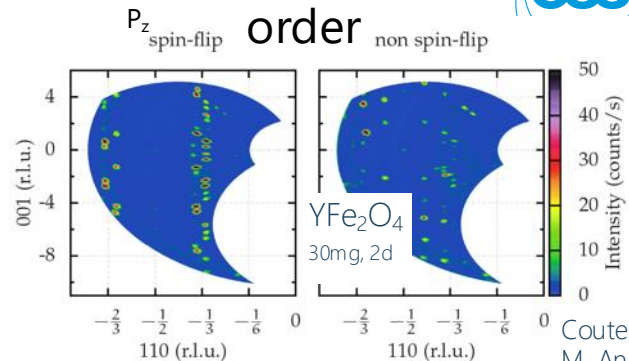 P_z
order
spin-flip
non spin-flip
001 (r.l.u.)
4
0
-4
-8
YFe₂O₄
30mg, 2d
50
40
30
20
10
0
Intensity (counts/s)
−2/3
−1/2
−1/3
−1/6
0
−2/3
−1/2
−1/3
−1/6
0
110 (r.l.u.)
110 (r.l.u.)
Coute
M. An